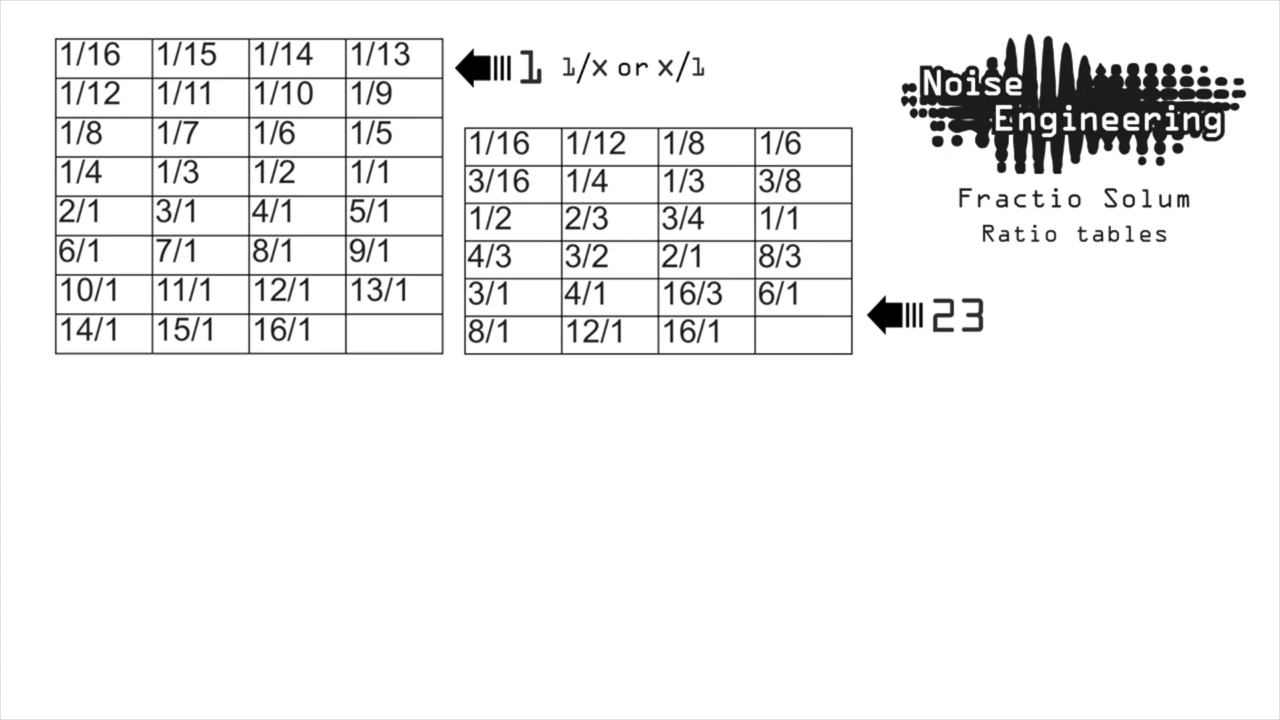 1/16 1/15 1/14 1/13
1/12 1/11 1/10 1/9
1/8 1/7 1/6 1/5
1/4 1/3 1/2 1/1
2/1 3/1 4/1 5/1
6/1 7/1 8/1 9/1
10/1 11/1 12/1 13/1
14/1 15/1 16/1
1 1/x or x/1
1/16 1/12 1/8 1/6
3/16 1/4 1/3 3/8
1/2 2/3 3/4 1/1
4/3 3/2 2/1 8/3
3/1 4/1 16/3 6/1
8/1 12/1 16/1
23
Noise
Engineering
Fractio Solum
Ratio tables